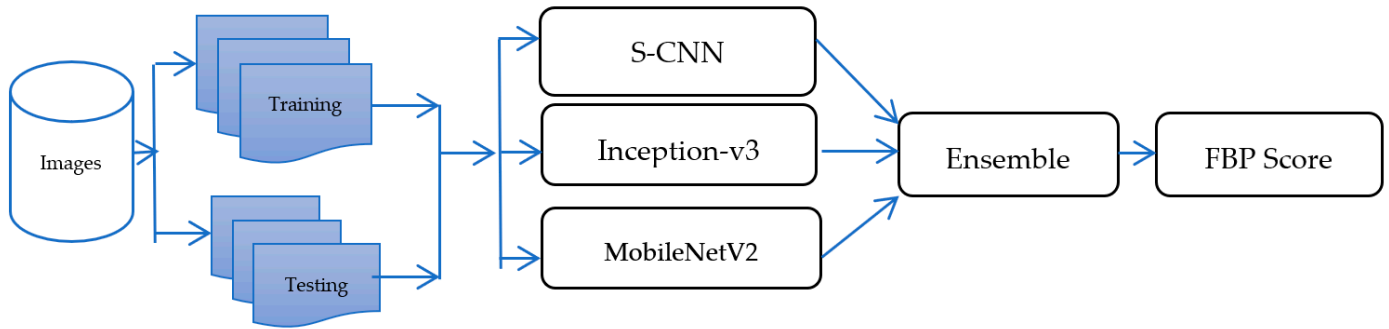 Images
Training
Testing
S-CNN
Inception-v3
MobileNetV2
Ensemble
FBP Score